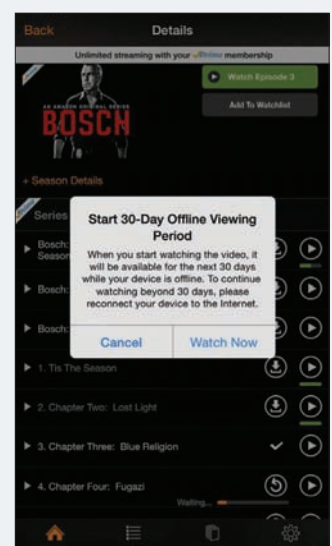 Back Details
Unlimited streaming with your Prime membership
Watch Episode 3
Add To Watchlist
AN AMAZON ORIGINAL SERIES
BOSCH
+ Season Details
Series
Start 30-Day Offline Viewing
Period
When you start watching the video, it
will be available for the next 30 days
while your device is offline. To continue
watching beyond 30 days, please
reconnect your device to the Internet.
Cancel Watch Now
Bosch:
Season
Bosch:
Bosch:
1. Tis The Season
2. Chapter Two: Lost Light
3. Chapter Three: Blue Religion
4. Chapter Four: Fugazi
Waiting...